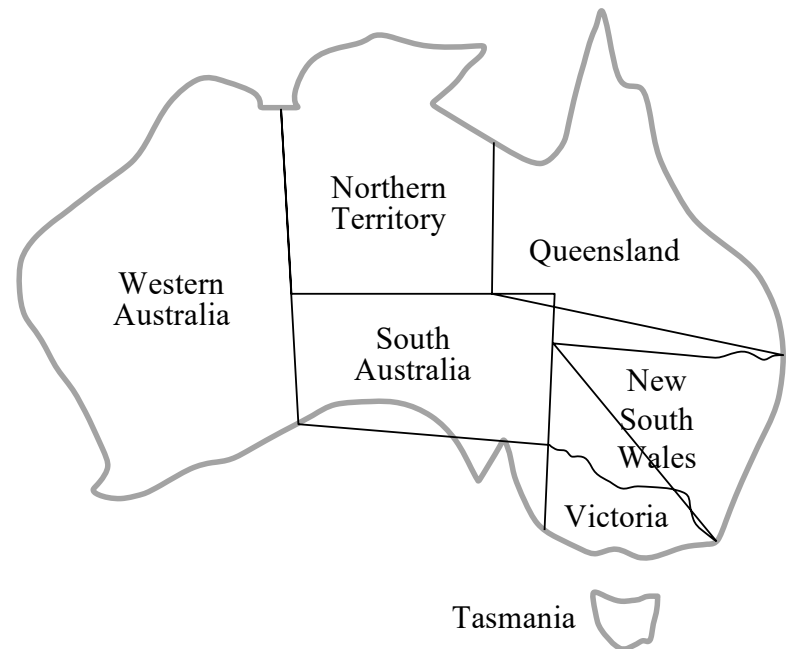 Northern
Territory
Queensland
Western
Australia
South
Australia
New
South
Wales
Victoria
Tasmania